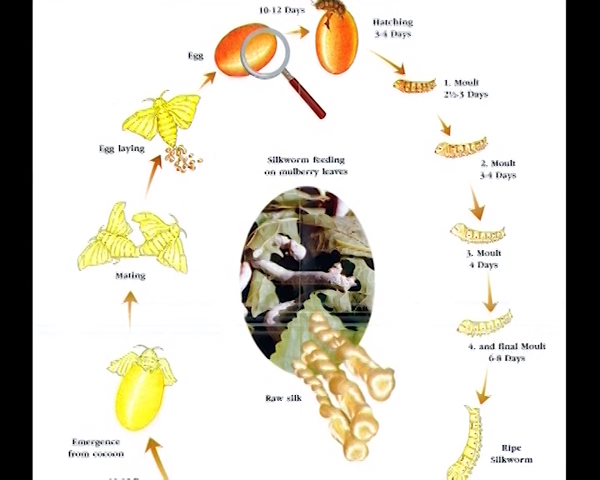 10-12 Days
Hatching
3-4 Days
Egg
1. Moult
2½-3 Days
Egg laying
Silkworm feeding
on mulberry leaves
2. Moult
3-4 Days
3. Moult
4 Days
Mating
4. and final Moult
6-8 Days
Raw silk
Emergence
from cocoon
Ripe
Silkworm